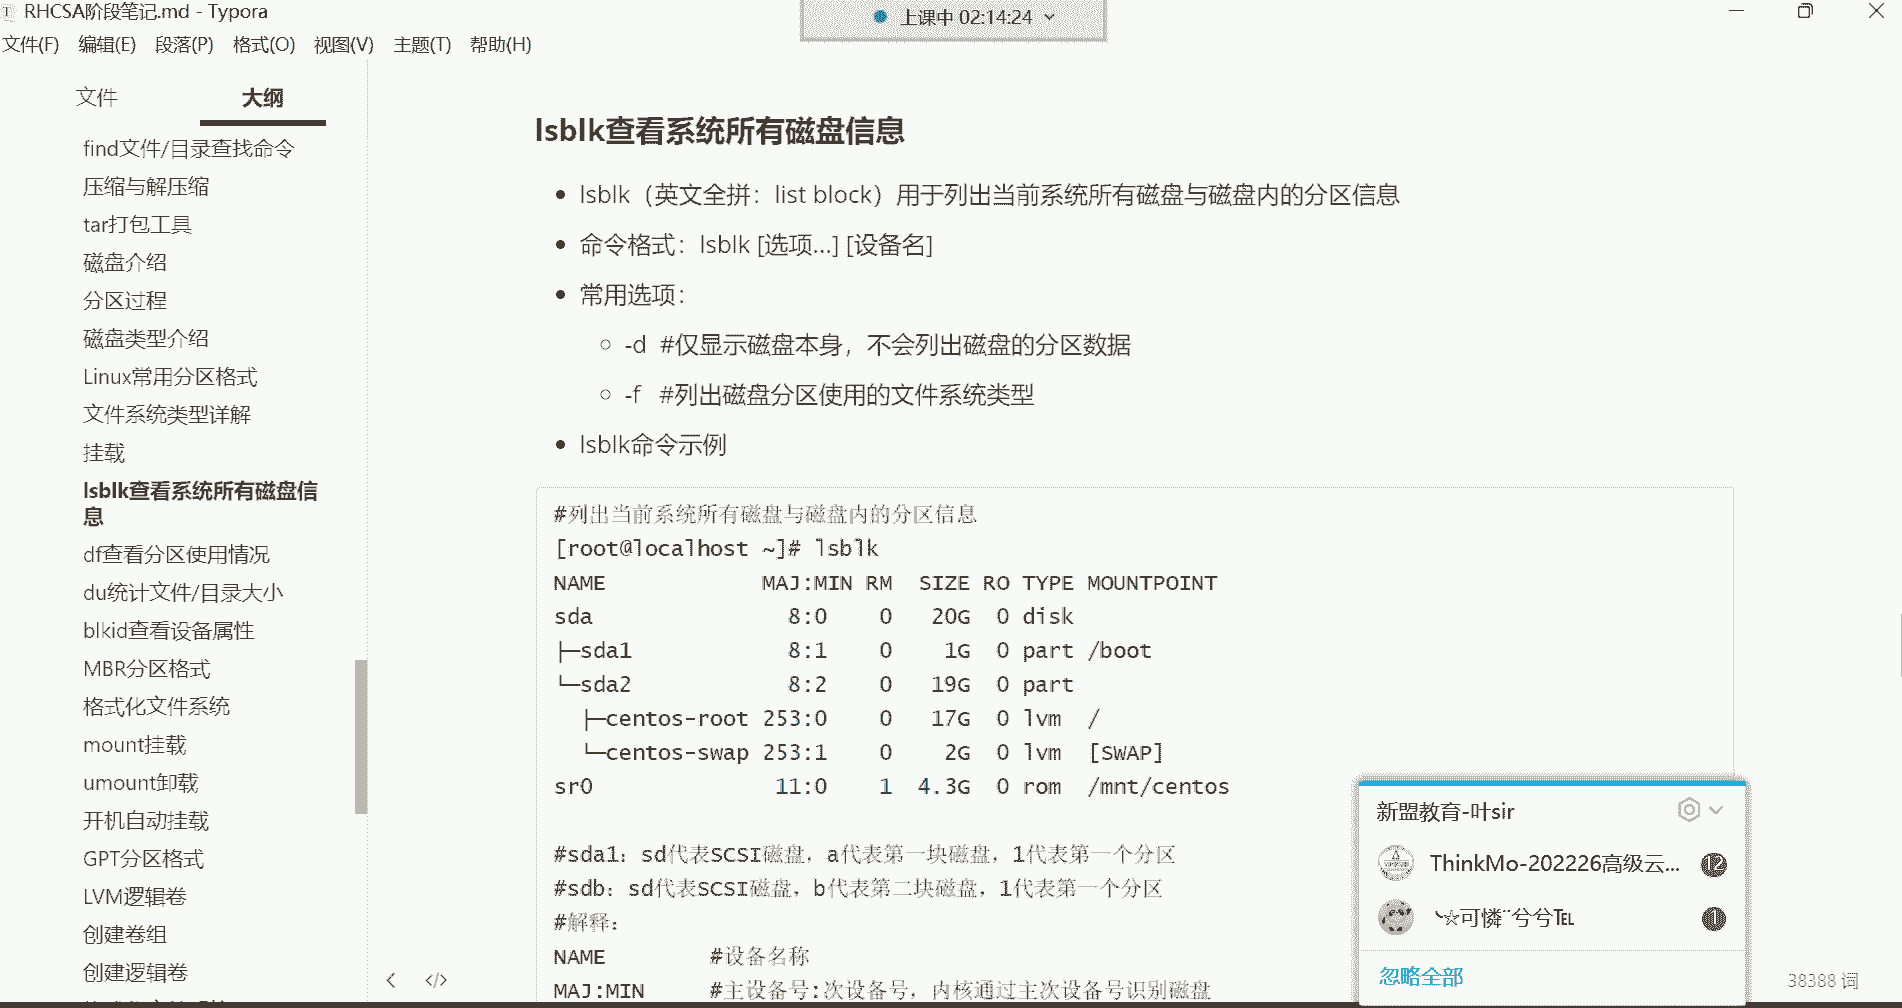 RHCSA阶段笔记.md - Typora
上课中 02:14:24
文件(F) 编辑(E) 段落(P) 格式(O) 视图(V) 主题(T) 帮助(H)
文件 大纲
find文件/目录查找命令
压缩与解压缩
tar打包工具
磁盘介绍
分区过程
磁盘类型介绍
Linux常用分区格式
文件系统类型详解
挂载
lsblk查看系统所有磁盘信
息
df查看分区使用情况
du统计文件/目录大小
blkid查看设备属性
MBR分区格式
格式化文件系统
mount挂载
umount卸载
开机自动挂载
GPT分区格式
LVM逻辑卷
创建卷组
创建逻辑卷
lsblk查看系统所有磁盘信息
lsblk（英文全拼：list block）用于列出当前系统所有磁盘与磁盘内的分区信息
命令格式：lsblk [选项...] [设备名]
常用选项：
-d #仅显示磁盘本身，不会列出磁盘的分区数据
-f #列出磁盘分区使用的文件系统类型
lsblk命令示例
#列出当前系统所有磁盘与磁盘内的分区信息
[root@localhost ~]# lsblk
NAME MAJ:MIN RM SIZE RO TYPE MOUNTPOINT
sda 8:0 0 20G 0 disk
├─sda1 8:1 0 1G 0 part /boot
└─sda2 8:2 0 19G 0 part
├─centos-root 253:0 0 17G 0 lvm /
└─centos-swap 253:1 0 2G 0 lvm [SWAP]
sr0 11:0 1 4.3G 0 rom /mnt/centos
#sda1：sd代表SCSI磁盘，a代表第一块磁盘，1代表第一个分区
#sdb：sd代表SCSI磁盘，b代表第二块磁盘，1代表第一个分区
#解释：
NAME #设备名称
MAJ:MIN #主设备号:次设备号，内核通过主次设备号识别磁盘
新盟教育-叶sir
ThinkMo-202226高级云... 12
╰☆可憐¨兮兮℡ 1
忽略全部
38388 词